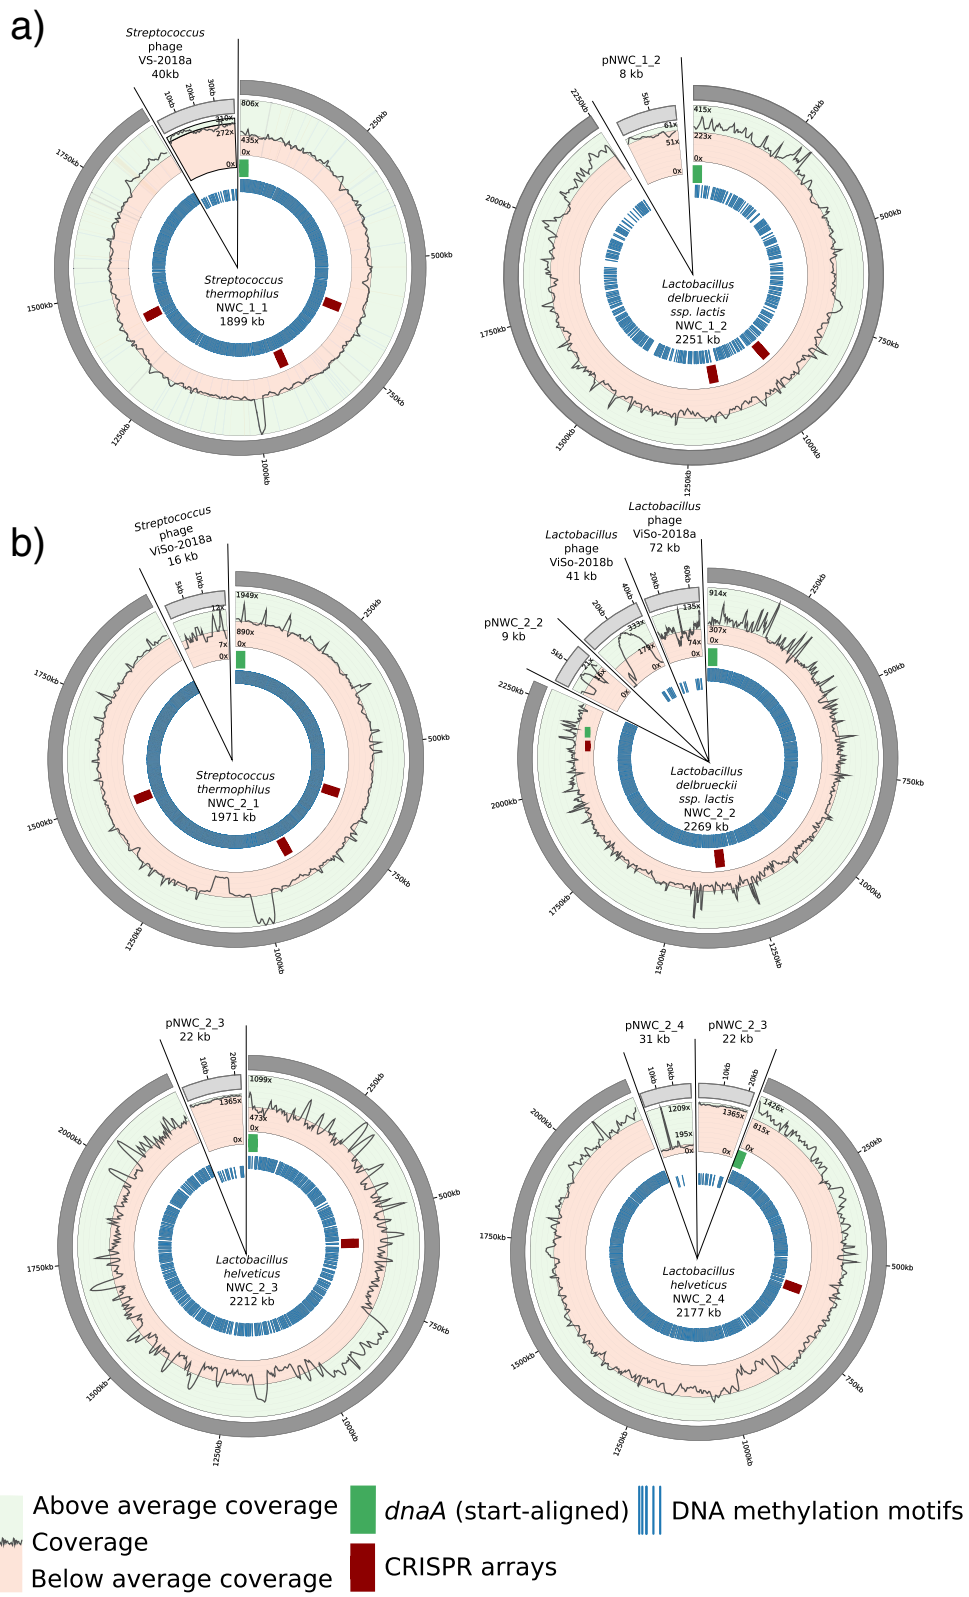 a)
Streptococcus
phage
VS-2018a
40kb
10kb
20kb
30kb
310x
272x
0x
806x
435x
0x
250kb
500kb
750kb
1000kb
1250kb
1500kb
1750kb
Streptococcus
thermophilus
NWC_1_1
1899 kb
pNWC_1_2
8 kb
5kb
61x
51x
0x
415x
223x
0x
250kb
500kb
750kb
1000kb
1250kb
1500kb
1750kb
2000kb
2250kb
Lactobacillus
delbrueckii
ssp. lactis
NWC_1_2
2251 kb
b)
Streptococcus
phage
ViSo-2018a
16 kb
5kb
10kb
12x
7x
0x
1949x
890x
0x
250kb
500kb
750kb
1000kb
1250kb
1500kb
1750kb
Streptococcus
thermophilus
NWC_2_1
1971 kb
Lactobacillus
phage
ViSo-2018a
72 kb
20kb
60kb
135x
74x
0x
Lactobacillus
phage
ViSo-2018b
41 kb
20kb
40kb
333x
179x
0x
pNWC_2_2
9 kb
5kb
0x
914x
307x
0x
250kb
500kb
750kb
1000kb
1250kb
1500kb
1750kb
2000kb
2250kb
Lactobacillus
delbrueckii
ssp. lactis
NWC_2_2
2269 kb
pNWC_2_3
22 kb
10kb
20kb
1365x
0x
1099x
473x
0x
250kb
500kb
750kb
1000kb
1250kb
1500kb
1750kb
2000kb
Lactobacillus
helveticus
NWC_2_3
2212 kb
pNWC_2_4
31 kb
10kb
20kb
1209x
195x
0x
pNWC_2_3
22 kb
10kb
20kb
1365x
0x
1426x
815x
0x
250kb
500kb
750kb
1000kb
1250kb
1500kb
1750kb
2000kb
Lactobacillus
helveticus
NWC_2_4
2177 kb
Above average coverage
Coverage
Below average coverage
dnaA (start-aligned)
CRISPR arrays
DNA methylation motifs